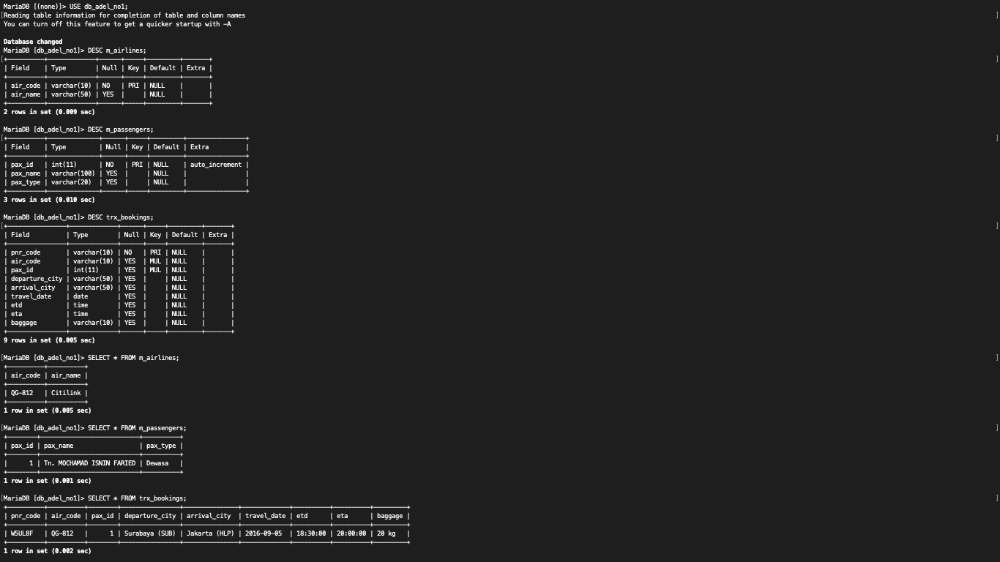 MariaDB [(none)]> USE db_adel_no1;
[Reading table information for completion of table and column names ]
You can turn off this feature to get a quicker startup with -A
Database changed
MariaDB [db_adel_no1]> DESC m_airlines;
[+-----------+-------------+------+-----+---------+-------+ ]
| Field | Type | Null | Key | Default | Extra |
+-----------+-------------+------+-----+---------+-------+
| air_code | varchar(10) | NO | PRI | NULL | |
| air_name | varchar(50) | YES | | NULL | |
+-----------+-------------+------+-----+---------+-------+
2 rows in set (0.009 sec)
MariaDB [db_adel_no1]> DESC m_passengers;
[+----------+--------------+------+-----+---------+----------------+ ]
| Field | Type | Null | Key | Default | Extra |
+----------+--------------+------+-----+---------+----------------+
| pax_id | int(11) | NO | PRI | NULL | auto_increment |
| pax_name | varchar(100) | YES | | NULL | |
| pax_type | varchar(20) | YES | | NULL | |
+----------+--------------+------+-----+---------+----------------+
3 rows in set (0.010 sec)
MariaDB [db_adel_no1]> DESC trx_bookings;
[+----------------+-------------+------+-----+---------+-------+ ]
| Field | Type | Null | Key | Default | Extra |
+----------------+-------------+------+-----+---------+-------+
| pnr_code | varchar(10) | NO | PRI | NULL | |
| air_code | varchar(10) | YES | MUL | NULL | |
| pax_id | int(11) | YES | MUL | NULL | |
| departure_city | varchar(50) | YES | | NULL | |
| arrival_city | varchar(50) | YES | | NULL | |
| travel_date | date | YES | | NULL | |
| etd | time | YES | | NULL | |
| eta | time | YES | | NULL | |
| baggage | varchar(10) | YES | | NULL | |
+----------------+-------------+------+-----+---------+-------+
9 rows in set (0.005 sec)
[MariaDB [db_adel_no1]> SELECT * FROM m_airlines; ]
+----------+----------+
| air_code | air_name |
+----------+----------+
| QG-812 | Citilink |
+----------+----------+
1 row in set (0.005 sec)
[MariaDB [db_adel_no1]> SELECT * FROM m_passengers; ]
+--------+---------------------------+----------+
| pax_id | pax_name | pax_type |
+--------+---------------------------+----------+
| 1 | Tn. MOCHAMAD ISNIN FARIED | Dewasa |
+--------+---------------------------+----------+
1 row in set (0.001 sec)
[MariaDB [db_adel_no1]> SELECT * FROM trx_bookings; ]
+----------+----------+--------+----------------+---------------+-------------+----------+----------+---------+
| pnr_code | air_code | pax_id | departure_city | arrival_city | travel_date | etd | eta | baggage |
+----------+----------+--------+----------------+---------------+-------------+----------+----------+---------+
| W5UL8F | QG-812 | 1 | Surabaya (SUB) | Jakarta (HLP) | 2016-09-05 | 18:30:00 | 20:00:00 | 20 kg |
+----------+----------+--------+----------------+---------------+-------------+----------+----------+---------+
1 row in set (0.002 sec)